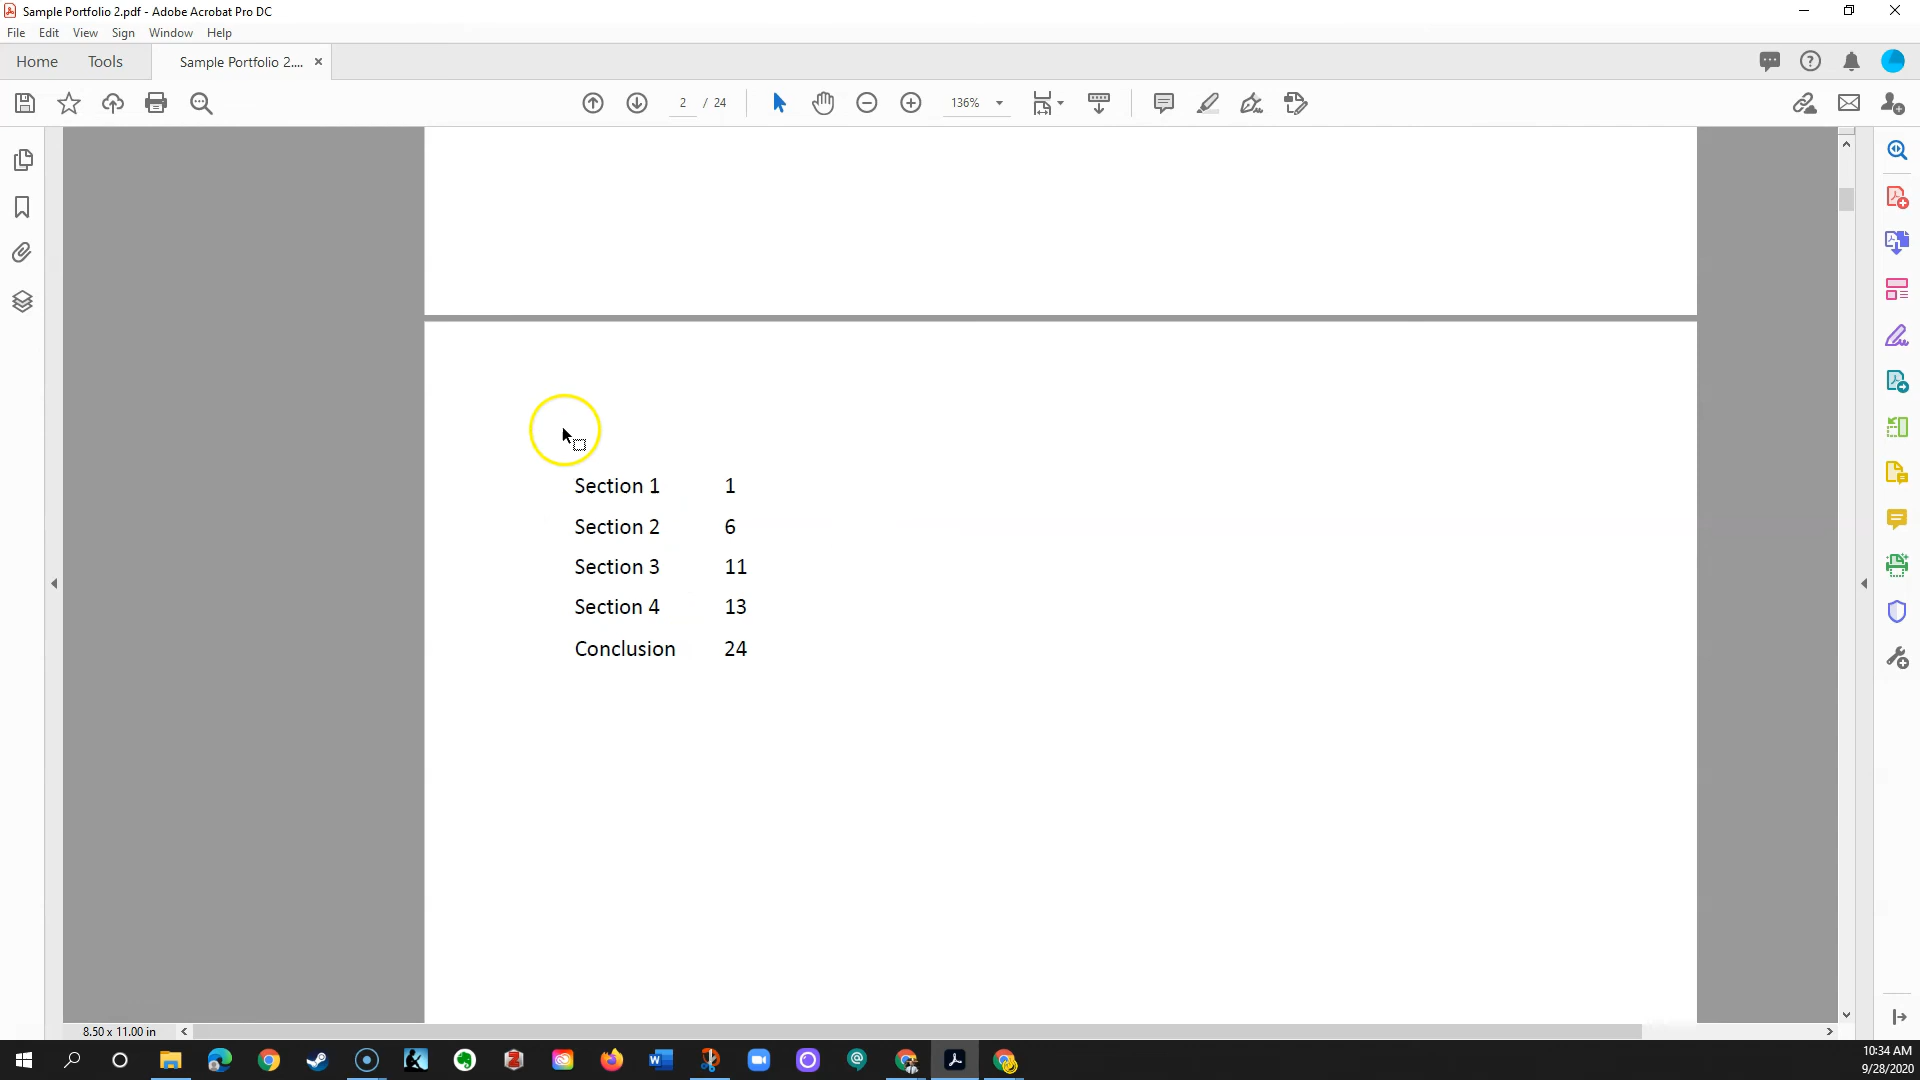 Sample Portfolio 2.pdf - Adobe Acrobat Pro DC
File Edit View Sign Window Help
Home Tools Sample Portfolio 2.... ×
2 / 24 136%
Section 1 1
Section 2 6
Section 3 11
Section 4 13
Conclusion 24
8.50 x 11.00 in
10:34 AM
9/28/2020